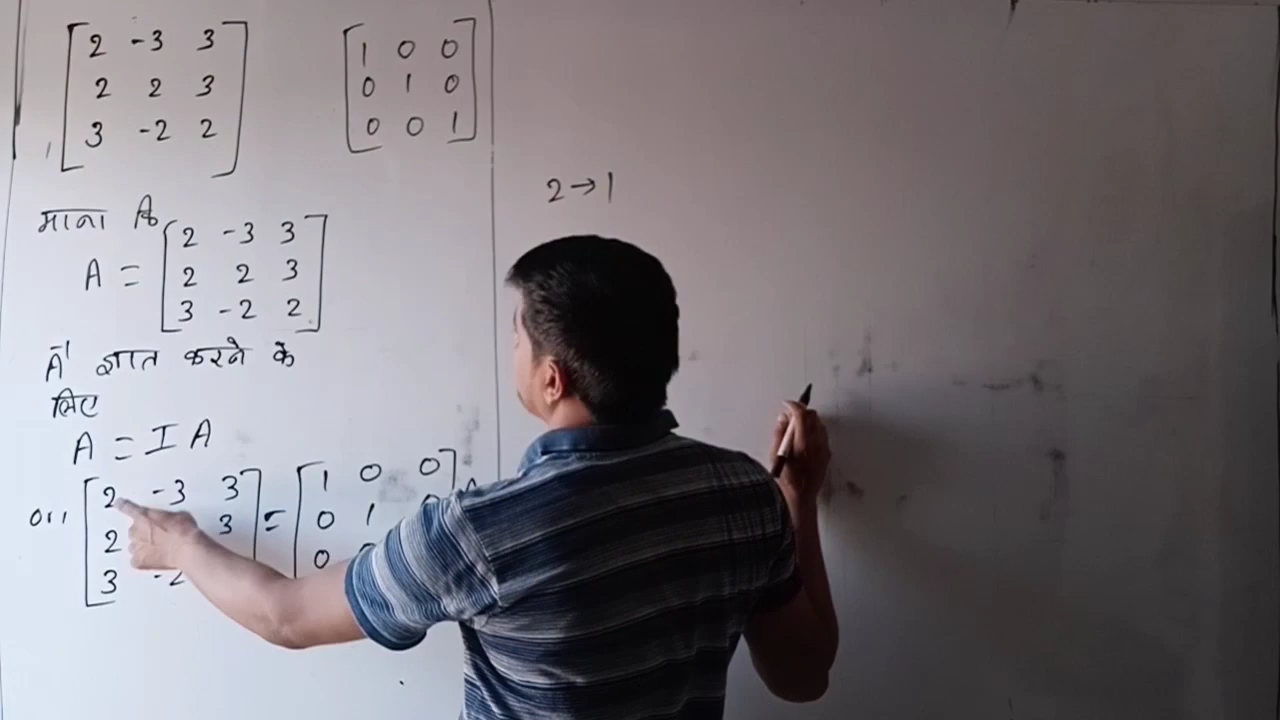 2 -3 3
2 2 3
3 -2 2
1 0 0
0 1 0
0 0 1
2→1
माना
A = 2 -3 3
2 2 3
3 -2 2
A⁻¹ ज्ञात करने के
लिए
A = I A
or, 2 -3 3 = 1 0 0
2 3 0 1
3 -2 0